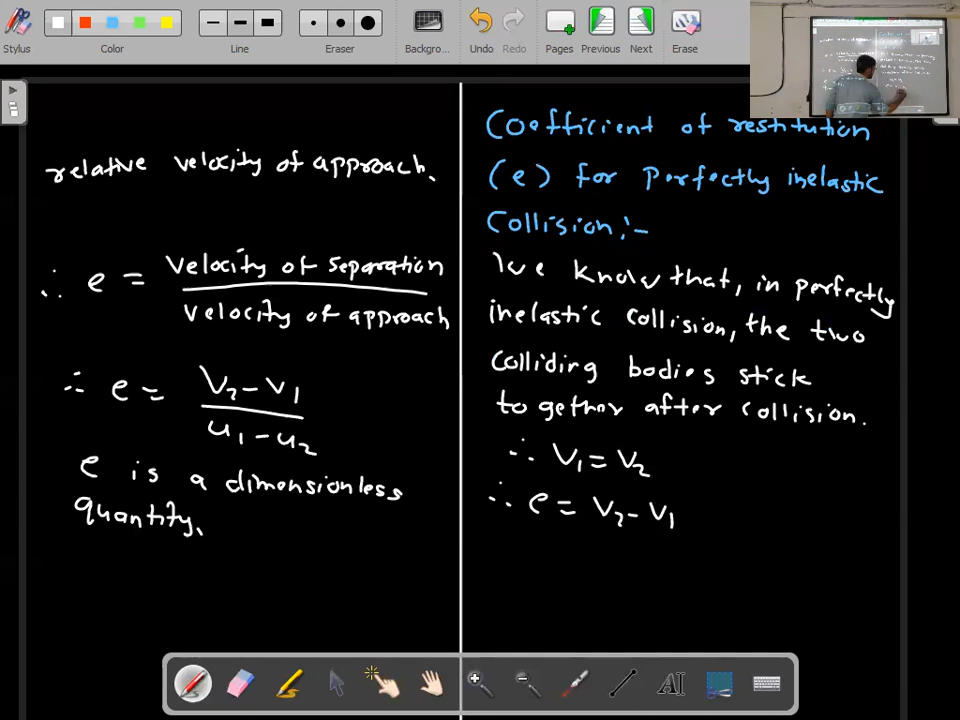 Stylus
Color
Line
Eraser
Backgro...
Undo
Redo
Pages
Previous
Next
Erase
relative velocity of approach.
∴ e = velocity of separation
velocity of approach
∴ e = V2 - V1
u1 - u2
e is a dimensionless
quantity.
Coefficient of restitution
(e) for perfectly inelastic
Collision :-
We know that, in perfectly
inelastic collision, the two
colliding bodies stick
together after collision.
∴ V1 = V2
∴ e = V2 - V1
AI